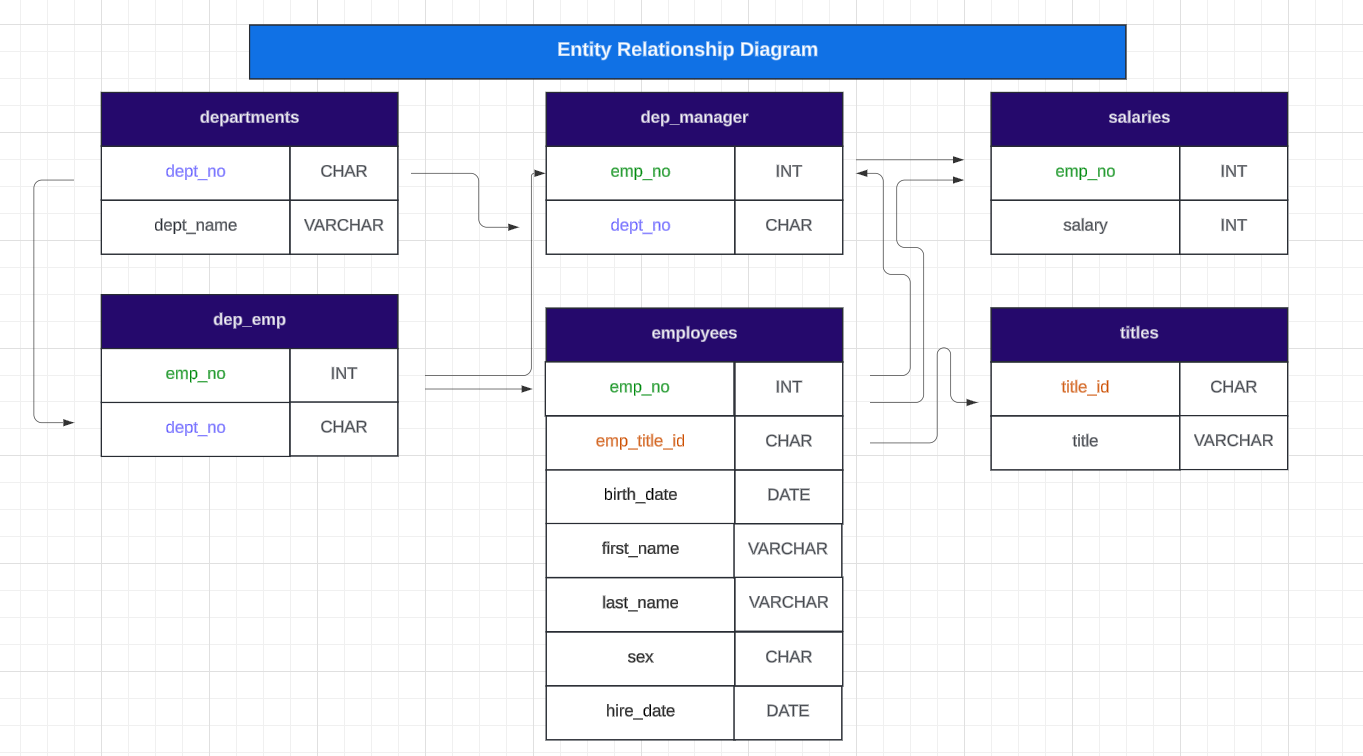 Entity Relationship Diagram
departments
dept_no CHAR
dept_name VARCHAR
dep_manager
emp_no INT
dept_no CHAR
salaries
emp_no INT
salary INT
dep_emp
emp_no INT
dept_no CHAR
employees
emp_no INT
emp_title_id CHAR
birth_date DATE
first_name VARCHAR
last_name VARCHAR
sex CHAR
hire_date DATE
titles
title_id CHAR
title VARCHAR